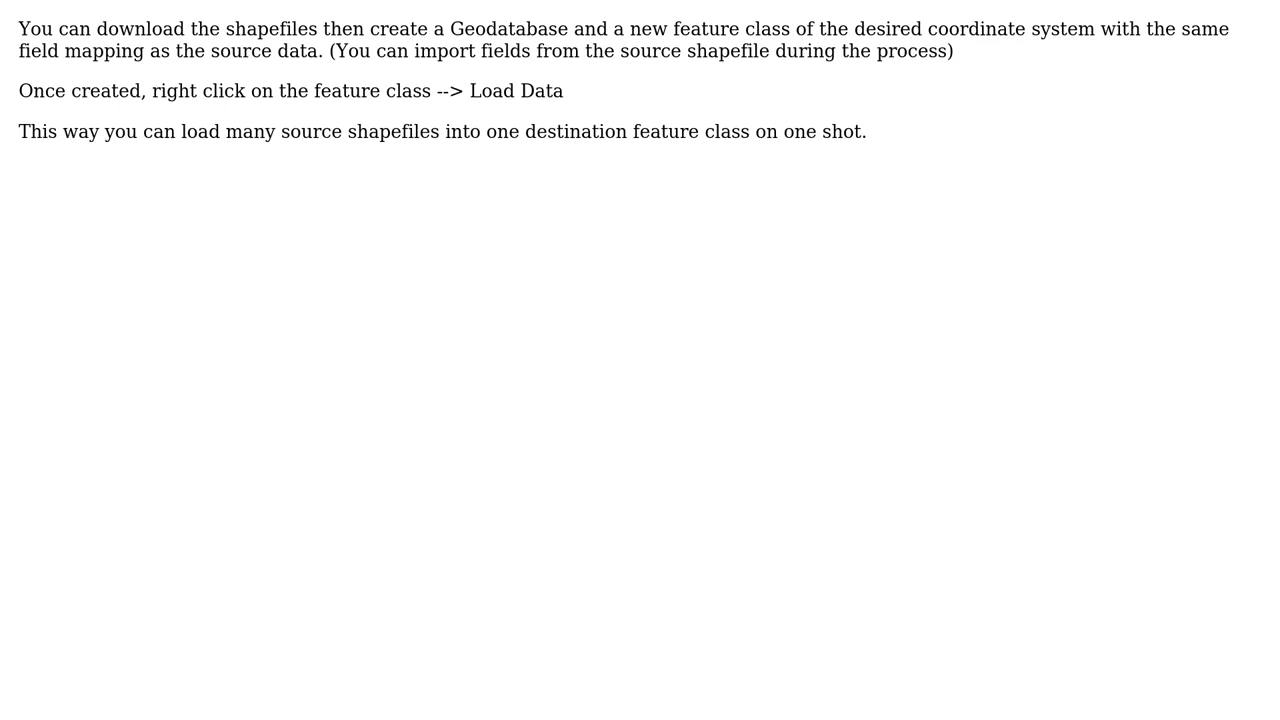 You can download the shapefiles then create a Geodatabase and a new feature class of the desired coordinate system with the same
field mapping as the source data. (You can import fields from the source shapefile during the process)
Once created, right click on the feature class --> Load Data
This way you can load many source shapefiles into one destination feature class on one shot.